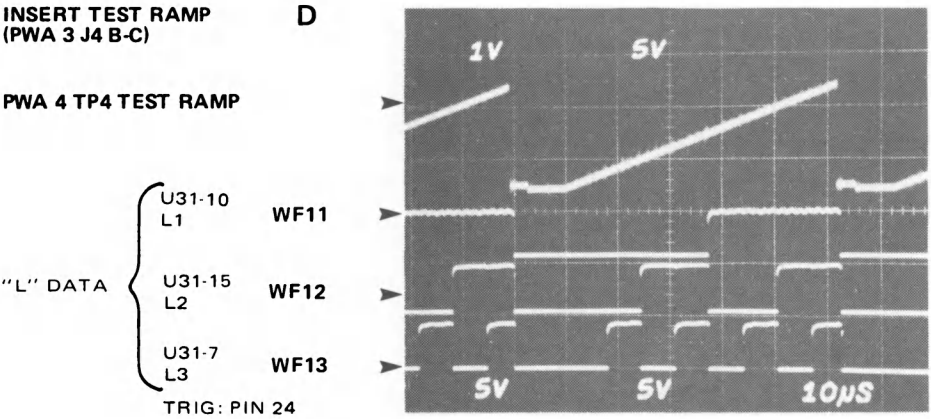 INSERT TEST RAMP
(PWA 3 J4 B-C)
D
1V 5V
PWA 4 TP4 TEST RAMP
"L" DATA
U31-10
L1
WF11
U31-15
L2
WF12
U31-7
L3
WF13
TRIG: PIN 24
5V 5V 10µS